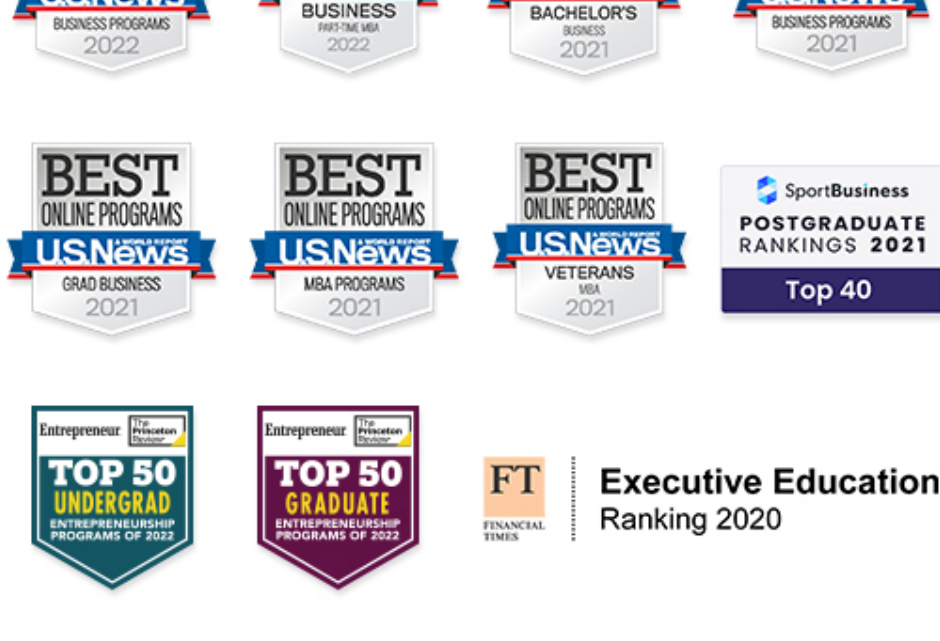 U.S.News
BUSINESS PROGRAMS
2022
BUSINESS
PART-TIME MBA
2022
BACHELOR'S
BUSINESS
2021
U.S.News
BUSINESS PROGRAMS
2021
BEST
ONLINE PROGRAMS
U.S.News
& WORLD REPORT
GRAD BUSINESS
2021
BEST
ONLINE PROGRAMS
U.S.News
& WORLD REPORT
MBA PROGRAMS
2021
BEST
ONLINE PROGRAMS
U.S.News
& WORLD REPORT
VETERANS
MBA
2021
SportBusiness
POSTGRADUATE
RANKINGS 2021
Top 40
Entrepreneur
The
Princeton
Review
TOP 50
UNDERGRAD
ENTREPRENEURSHIP
PROGRAMS OF 2022
Entrepreneur
The
Princeton
Review
TOP 50
GRADUATE
ENTREPRENEURSHIP
PROGRAMS OF 2022
FT
FINANCIAL
TIMES
Executive Education
Ranking 2020